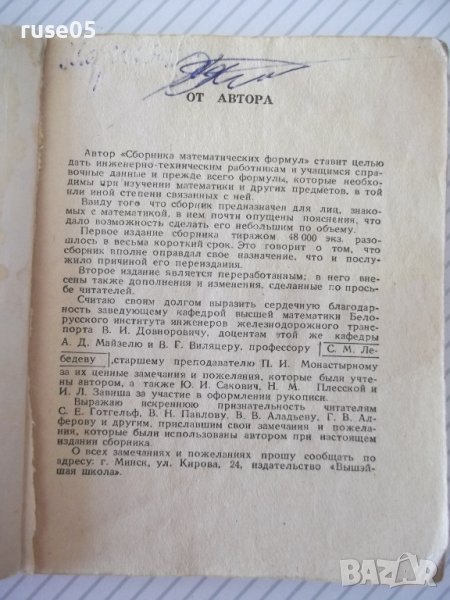 ruse05
ОТ АВТОРА
Автор «Сборника математических формул» ставит целью
дать инженерно-техническим работникам и учащимся спра-
вочные данные и прежде всего формулы, которые необхо-
димы при изучении математики и других предметов, в той
или иной степени связанных с ней.
Ввиду того что сборник предназначен для лиц, знако-
мых с математикой, в нем почти опущены пояснения, что
дало возможность сделать его небольшим по объему.
Первое издание сборника тиражом 48 000 экз. разо-
шлось в весьма короткий срок. Это говорит о том, что
сборник вполне оправдал свое назначение, что и послу-
жило причиной его переиздания.
Второе издание является переработанным; в него вне-
сены также дополнения и изменения, сделанные по прось-
бе читателей.
Считаю своим долгом выразить сердечную благодар-
ность заведующему кафедрой высшей математики Бело-
русского института инженеров железнодорожного транс-
порта В. И. Довноровичу, доцентам этой же кафедры
А. Д. Майзелю и В. Г. Виляцеру, профессору С. М. Ле-
бедеву ,старшему преподавателю П. И. Монастырному
за их ценные замечания и пожелания, которые были учте-
ны автором, а также Ю. И. Сакович, Н. М. Плесской и
И. Л. Завиша за участие в оформлении рукописи.
Выражаю искреннюю признательность читателям
С. Е. Готгельф, В. Н. Павлову, В. В. Аладьеву, Г. В. Ал-
ферову и другим, приславшим свои замечания и пожела-
ния, которые были использованы автором при настоящем
издании сборника.
О всех замечаниях и пожеланиях прошу сообщать по
адресу: г. Минск, ул. Кирова, 24, издательство «Вышэй-
шая школа».
bazar.bg